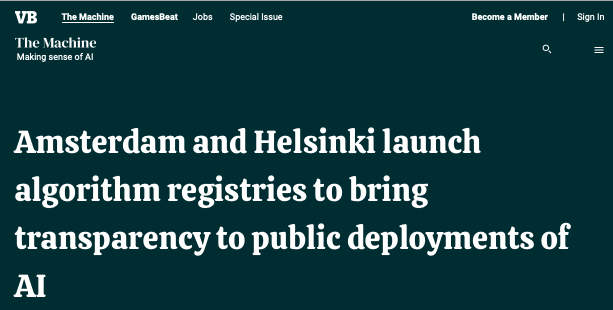 VB The Machine GamesBeat Jobs Special Issue Become a Member | Sign In
The Machine
Making sense of AI
Amsterdam and Helsinki launch
algorithm registries to bring
transparency to public deployments of
AI